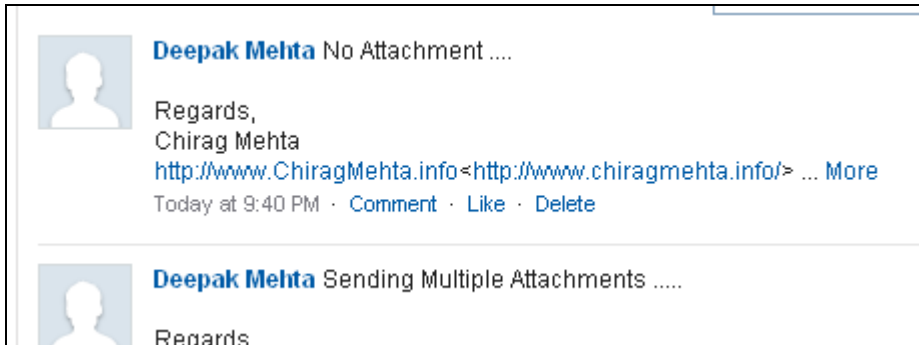 Deepak Mehta No Attachment ....
Regards,
Chirag Mehta
http://www.ChiragMehta.info<http://www.chiragmehta.info/> ... More
Today at 9:40 PM · Comment · Like · Delete
Deepak Mehta Sending Multiple Attachments .....
Regards